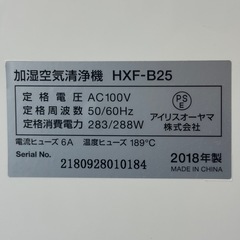 加湿空気清浄機 HXF-B25
定格電圧 AC100V
定格周波数 50/60Hz
定格消費電力 283/288W
PSE
アイリスオーヤマ
株式会社
電流ヒューズ 6A 温度ヒューズ 189℃
Serial No. 2180928010184
2018年製
MADE IN CHINA